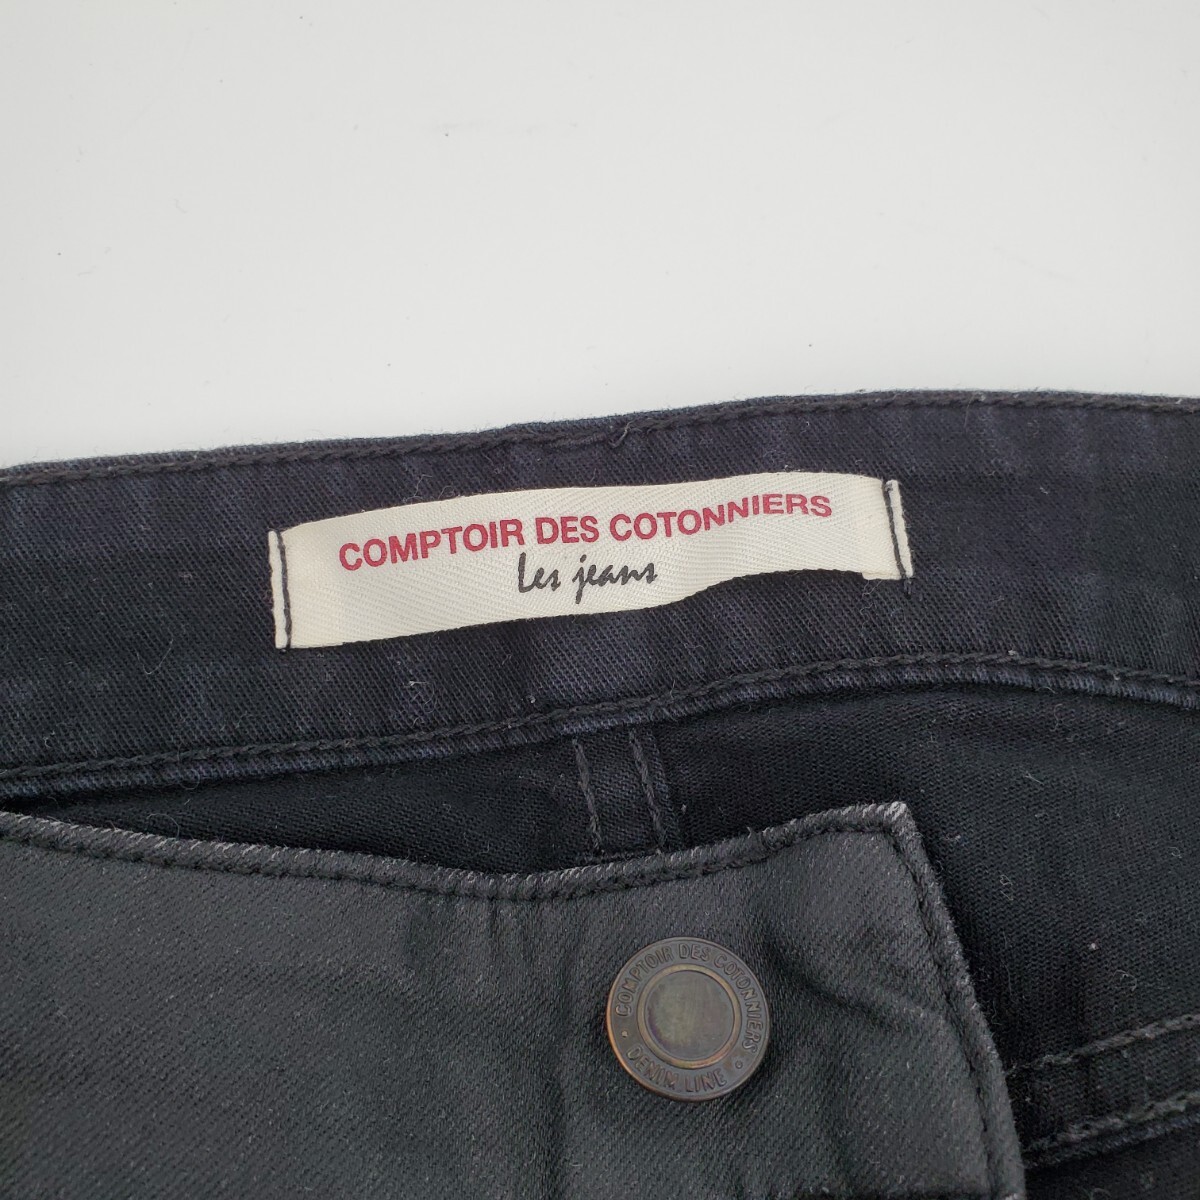 COMPTOIR DES COTONNIERS
Les jeans
COMPTOIR DES COTONNIERS
DENIM LINE